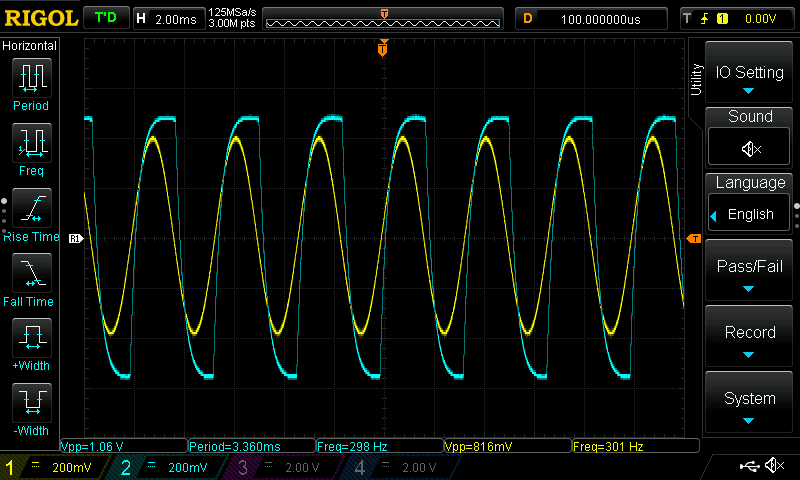 RIGOL T'D H 2.00ms 125MSa/s 3.00M pts T D 100.000000us T 1 0.00V
Horizontal
Period
Freq
Rise Time
Fall Time
+Width
-Width
T
R1
T
Utility
IO Setting
Sound
Language
English
Pass/Fail
Record
System
Vpp=1.06 V Period=3.360ms Freq=298 Hz Vpp=816mV Freq=301 Hz
1 200mV 2 200mV 3 2.00 V 4 2.00 V